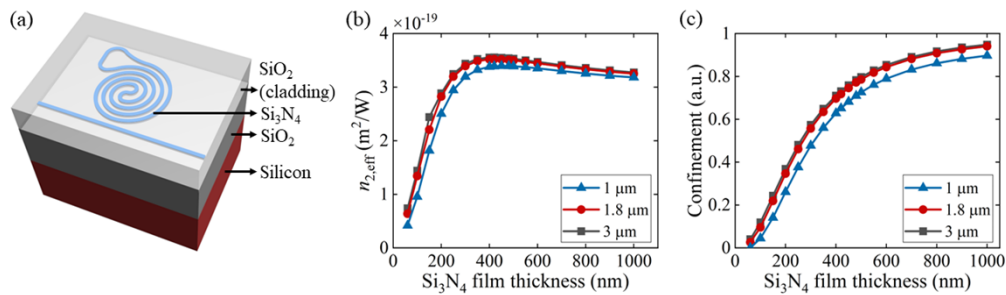 (a)
SiO₂
(cladding)
Si₃N₄
SiO₂
Silicon
(b)
×10⁻¹⁹
4
3
2
1
0
n₂,eff (m²/W)
1 μm
1.8 μm
3 μm
0 200 400 600 800 1000
Si₃N₄ film thickness (nm)
(c)
1
0.8
0.6
0.4
0.2
0
Confinement (a.u.)
1 μm
1.8 μm
3 μm
0 200 400 600 800 1000
Si₃N₄ film thickness (nm)